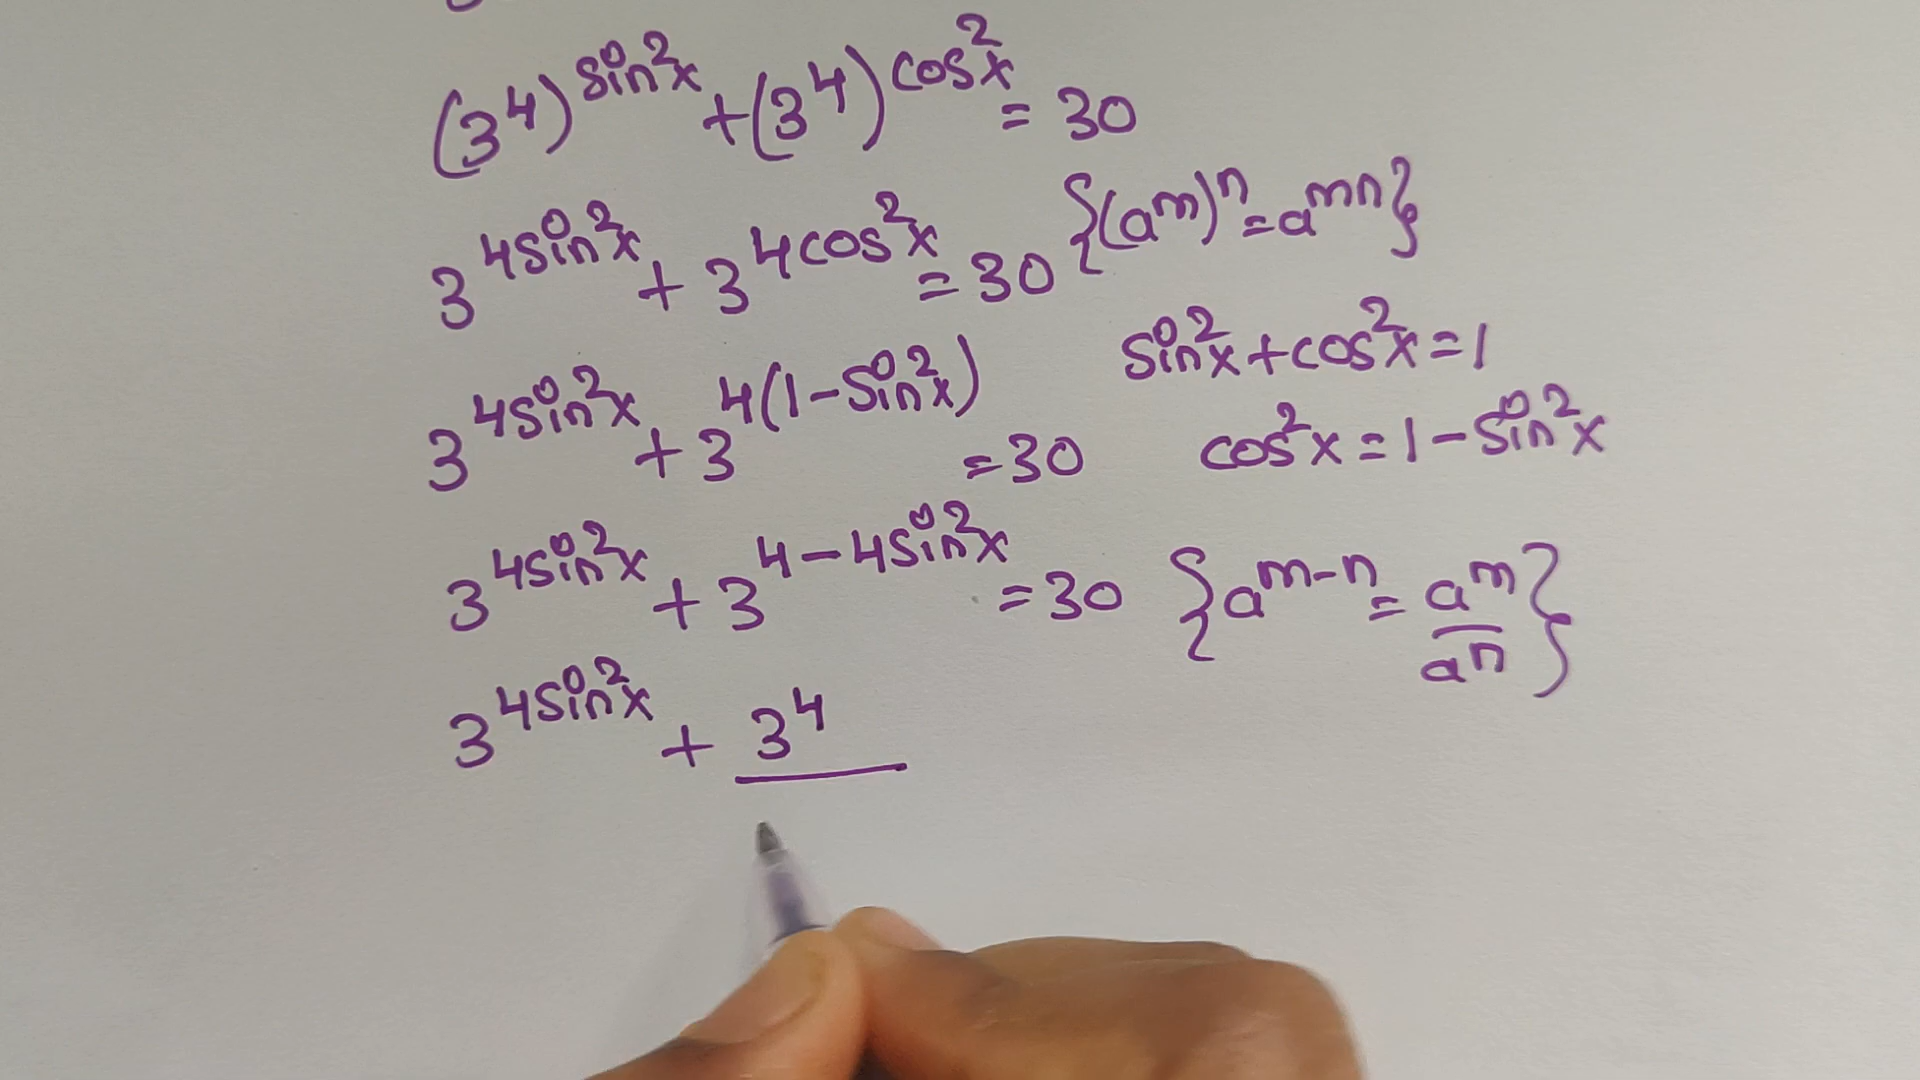 (3⁴)^sin²x + (3⁴)^cos²x = 30
3^4sin²x + 3^4cos²x = 30 {(a^m)^n = a^mn}
3^4sin²x + 3^4(1-sin²x) = 30
sin²x + cos²x = 1
cos²x = 1 - sin²x
3^4sin²x + 3^4-4sin²x = 30 {a^m-n = a^m/a^n}
3^4sin²x + 3⁴/